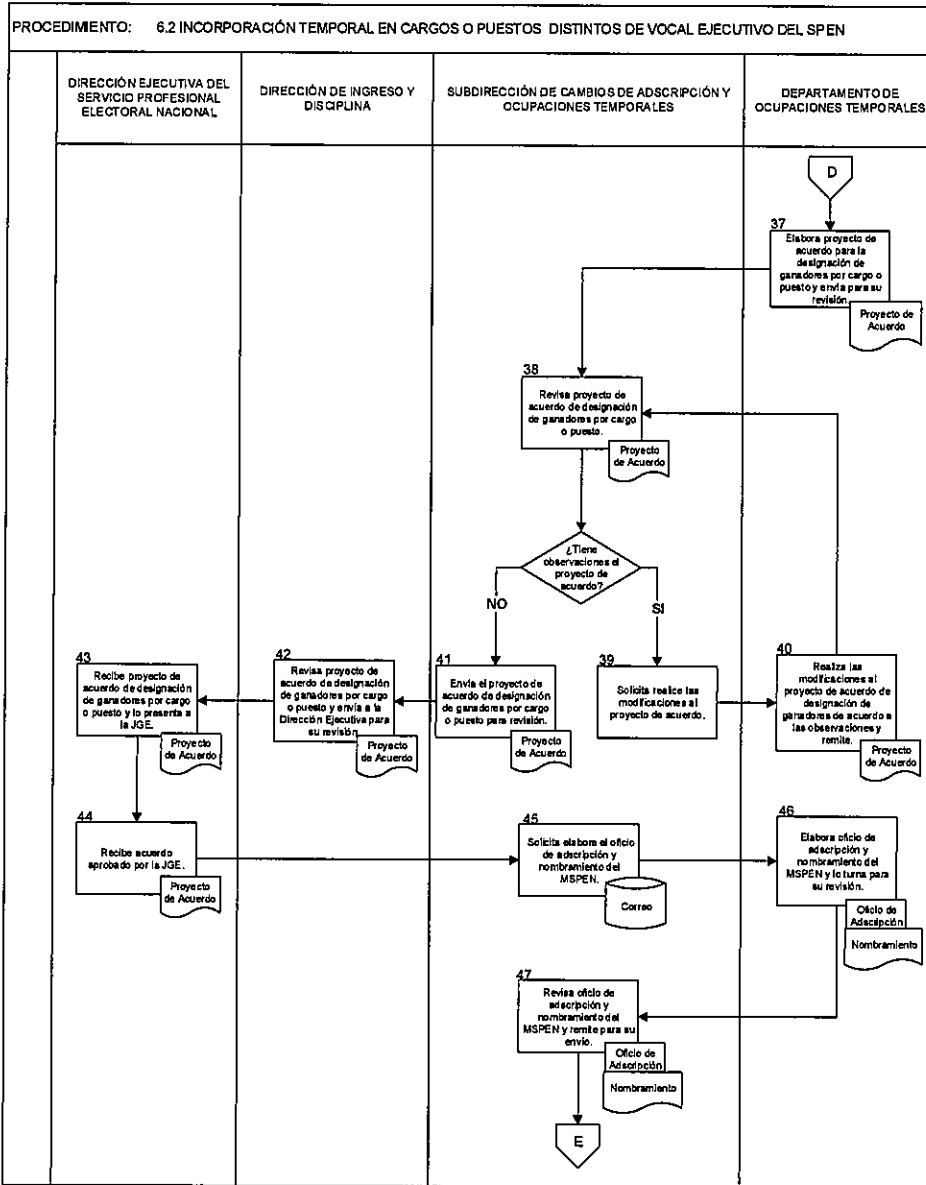 PROCEDIMIENTO: 6.2 INCORPORACIÓN TEMPORAL EN CARGOS O PUESTOS DISTINTOS DE VOCAL EJECUTIVO DEL SPEN
DIRECCIÓN EJECUTIVA DEL
SERVICIO PROFESIONAL
ELECTORAL NACIONAL
DIRECCIÓN DE INGRESO Y
DISCIPLINA
SUBDIRECCIÓN DE CAMBIOS DE ADSCRIPCIÓN Y
OCUPACIONES TEMPORALES
DEPARTAMENTO DE
OCUPACIONES TEMPORALES
D
37
Elabora proyecto de
acuerdo para la
designación de
ganadores por cargo o
puesto y envía para su
revisión.
Proyecto de
Acuerdo
38
Revisa proyecto de
acuerdo de designación
de ganadores por cargo
o puesto.
Proyecto
de Acuerdo
¿Tiene
observaciones el
proyecto de
acuerdo?
NO
SI
43
Recibe proyecto de
acuerdo de designación
de ganadores por cargo
o puesto y lo presenta a
la JGE.
Proyecto
de Acuerdo
42
Revisa proyecto de
acuerdo de designación
de ganadores por cargo
o puesto y envía a la
Dirección Ejecutiva para
su revisión
Proyecto
de Acuerdo
41
Envía el proyecto de
acuerdo de designación
de ganadores por cargo
o puesto para revisión.
Proyecto
de Acuerdo
39
Solicita realice las
modificaciones al
proyecto de acuerdo.
40
Realiza las
modificaciones al
proyecto de acuerdo de
designación de
ganadores de acuerdo a
las observaciones y
remite.
Proyecto
de Acuerdo
44
Recibe acuerdo
aprobado por la JGE.
Proyecto
de Acuerdo
45
Solicita elabore el oficio
de adscripción y
nombramiento del
MSPEN.
Correo
46
Elabora oficio de
adscripción y
nombramiento del
MSPEN y lo turna para
su revisión.
Oficio de
Adscripción
Nombramiento
47
Revisa oficio de
adscripción y
nombramiento del
MSPEN y remite para su
envío.
Oficio de
Adscripción
Nombramiento
E